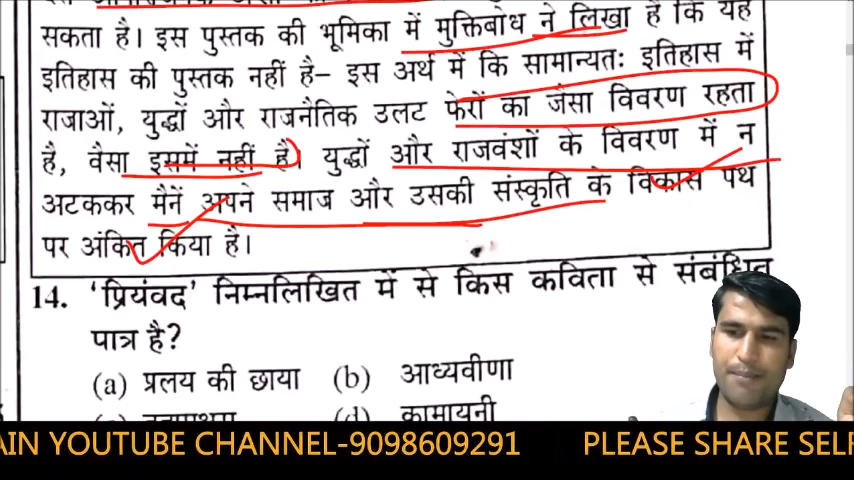 सकता है। इस पुस्तक की भूमिका में मुक्तिबोध ने लिखा है कि यह
इतिहास की पुस्तक नहीं है– इस अर्थ में कि सामान्यतः इतिहास में
राजाओं, युद्धों और राजनैतिक उलट फेरों का जैसा विवरण रहता
है, वैसा इसमें नहीं है। युद्धों और राजवंशों के विवरण में न
अटककर मैनें अपने समाज और उसकी संस्कृति के विकास पथ
पर अंकित किया है।
14. 'प्रियंवद' निम्नलिखित में से किस कविता से संबंधित
पात्र है?
(a) प्रलय की छाया (b) आध्यवीणा
(d) कामायनी
AIN YOUTUBE CHANNEL-9098609291 PLEASE SHARE SELF